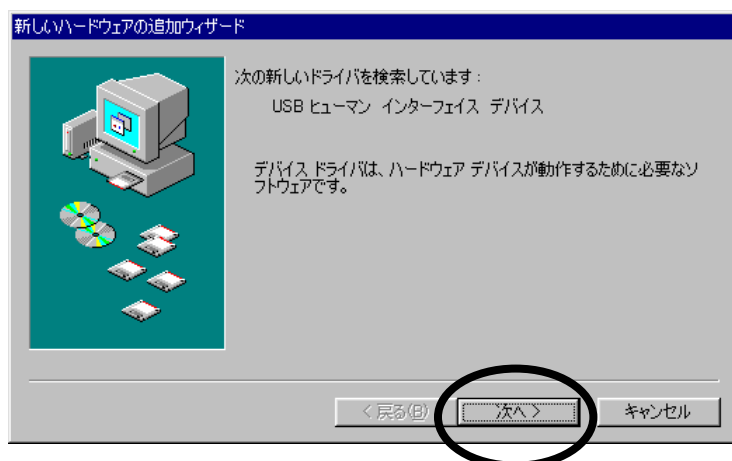 新しいハードウェアの追加ウィザード
次の新しいドライバを検索しています：
USB ヒューマン インターフェイス デバイス
デバイス ドライバは、ハードウェア デバイスが動作するために必要なソ
フトウェアです。
< 戻る(B)
次へ >
キャンセル